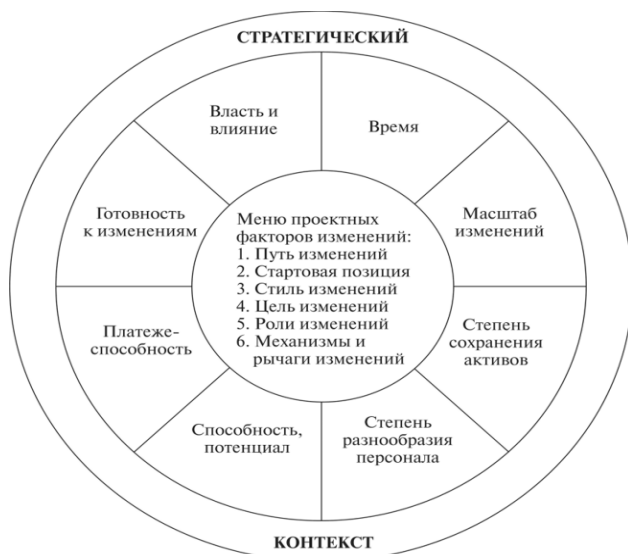 СТРАТЕГИЧЕСКИЙ
Власть и
влияние
Время
Готовность
к изменениям
Масштаб
изменений
Меню проектных
факторов изменений:
1. Путь изменений
2. Стартовая позиция
3. Стиль изменений
4. Цель изменений
5. Роли изменений
6. Механизмы и
рычаги изменений
Платеже-
способность
Степень
сохранения
активов
Способность,
потенциал
Степень
разнообразия
персонала
КОНТЕКСТ